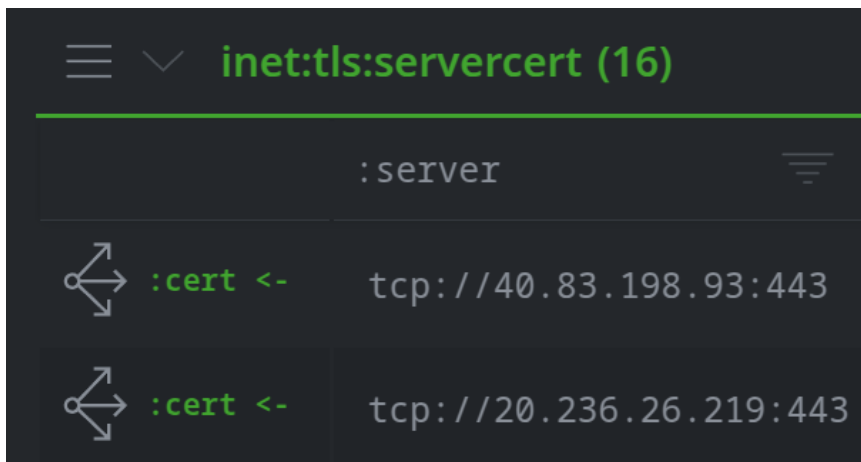 inet:tls:servercert (16)
:server
:cert <- tcp://40.83.198.93:443
:cert <- tcp://20.236.26.219:443